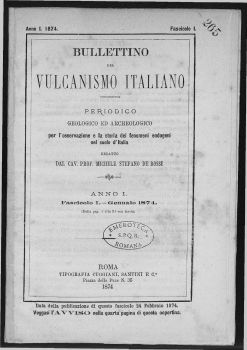 Anno I. 1874.
Fascicolo I.
265
BULLETTINO
DEL
VULCANISMO ITALIANO
PERIODICO
GEOLOGICO ED ARCHEOLOGICO
per l'osservazione e la storia dei fenomeni endogeni
nel suolo d'Italia
REDATTO
DAL CAV. PROF. MICHELE STEFANO DE ROSSI
ANNO I.
Fascicolo I. — Gennaio 1874.
EMEROTECA
S.P.Q.R.
ROMANA
ROMA
TIPOGRAFIA CUGGIANI, SANTINI E C.º
Piazza della Pace N. 35
1874
Data della pubblicazione di questo fascicolo 24 Febbraio 1874.
Veggasi l'AVVISO nella quarta pagina di questa copertina.